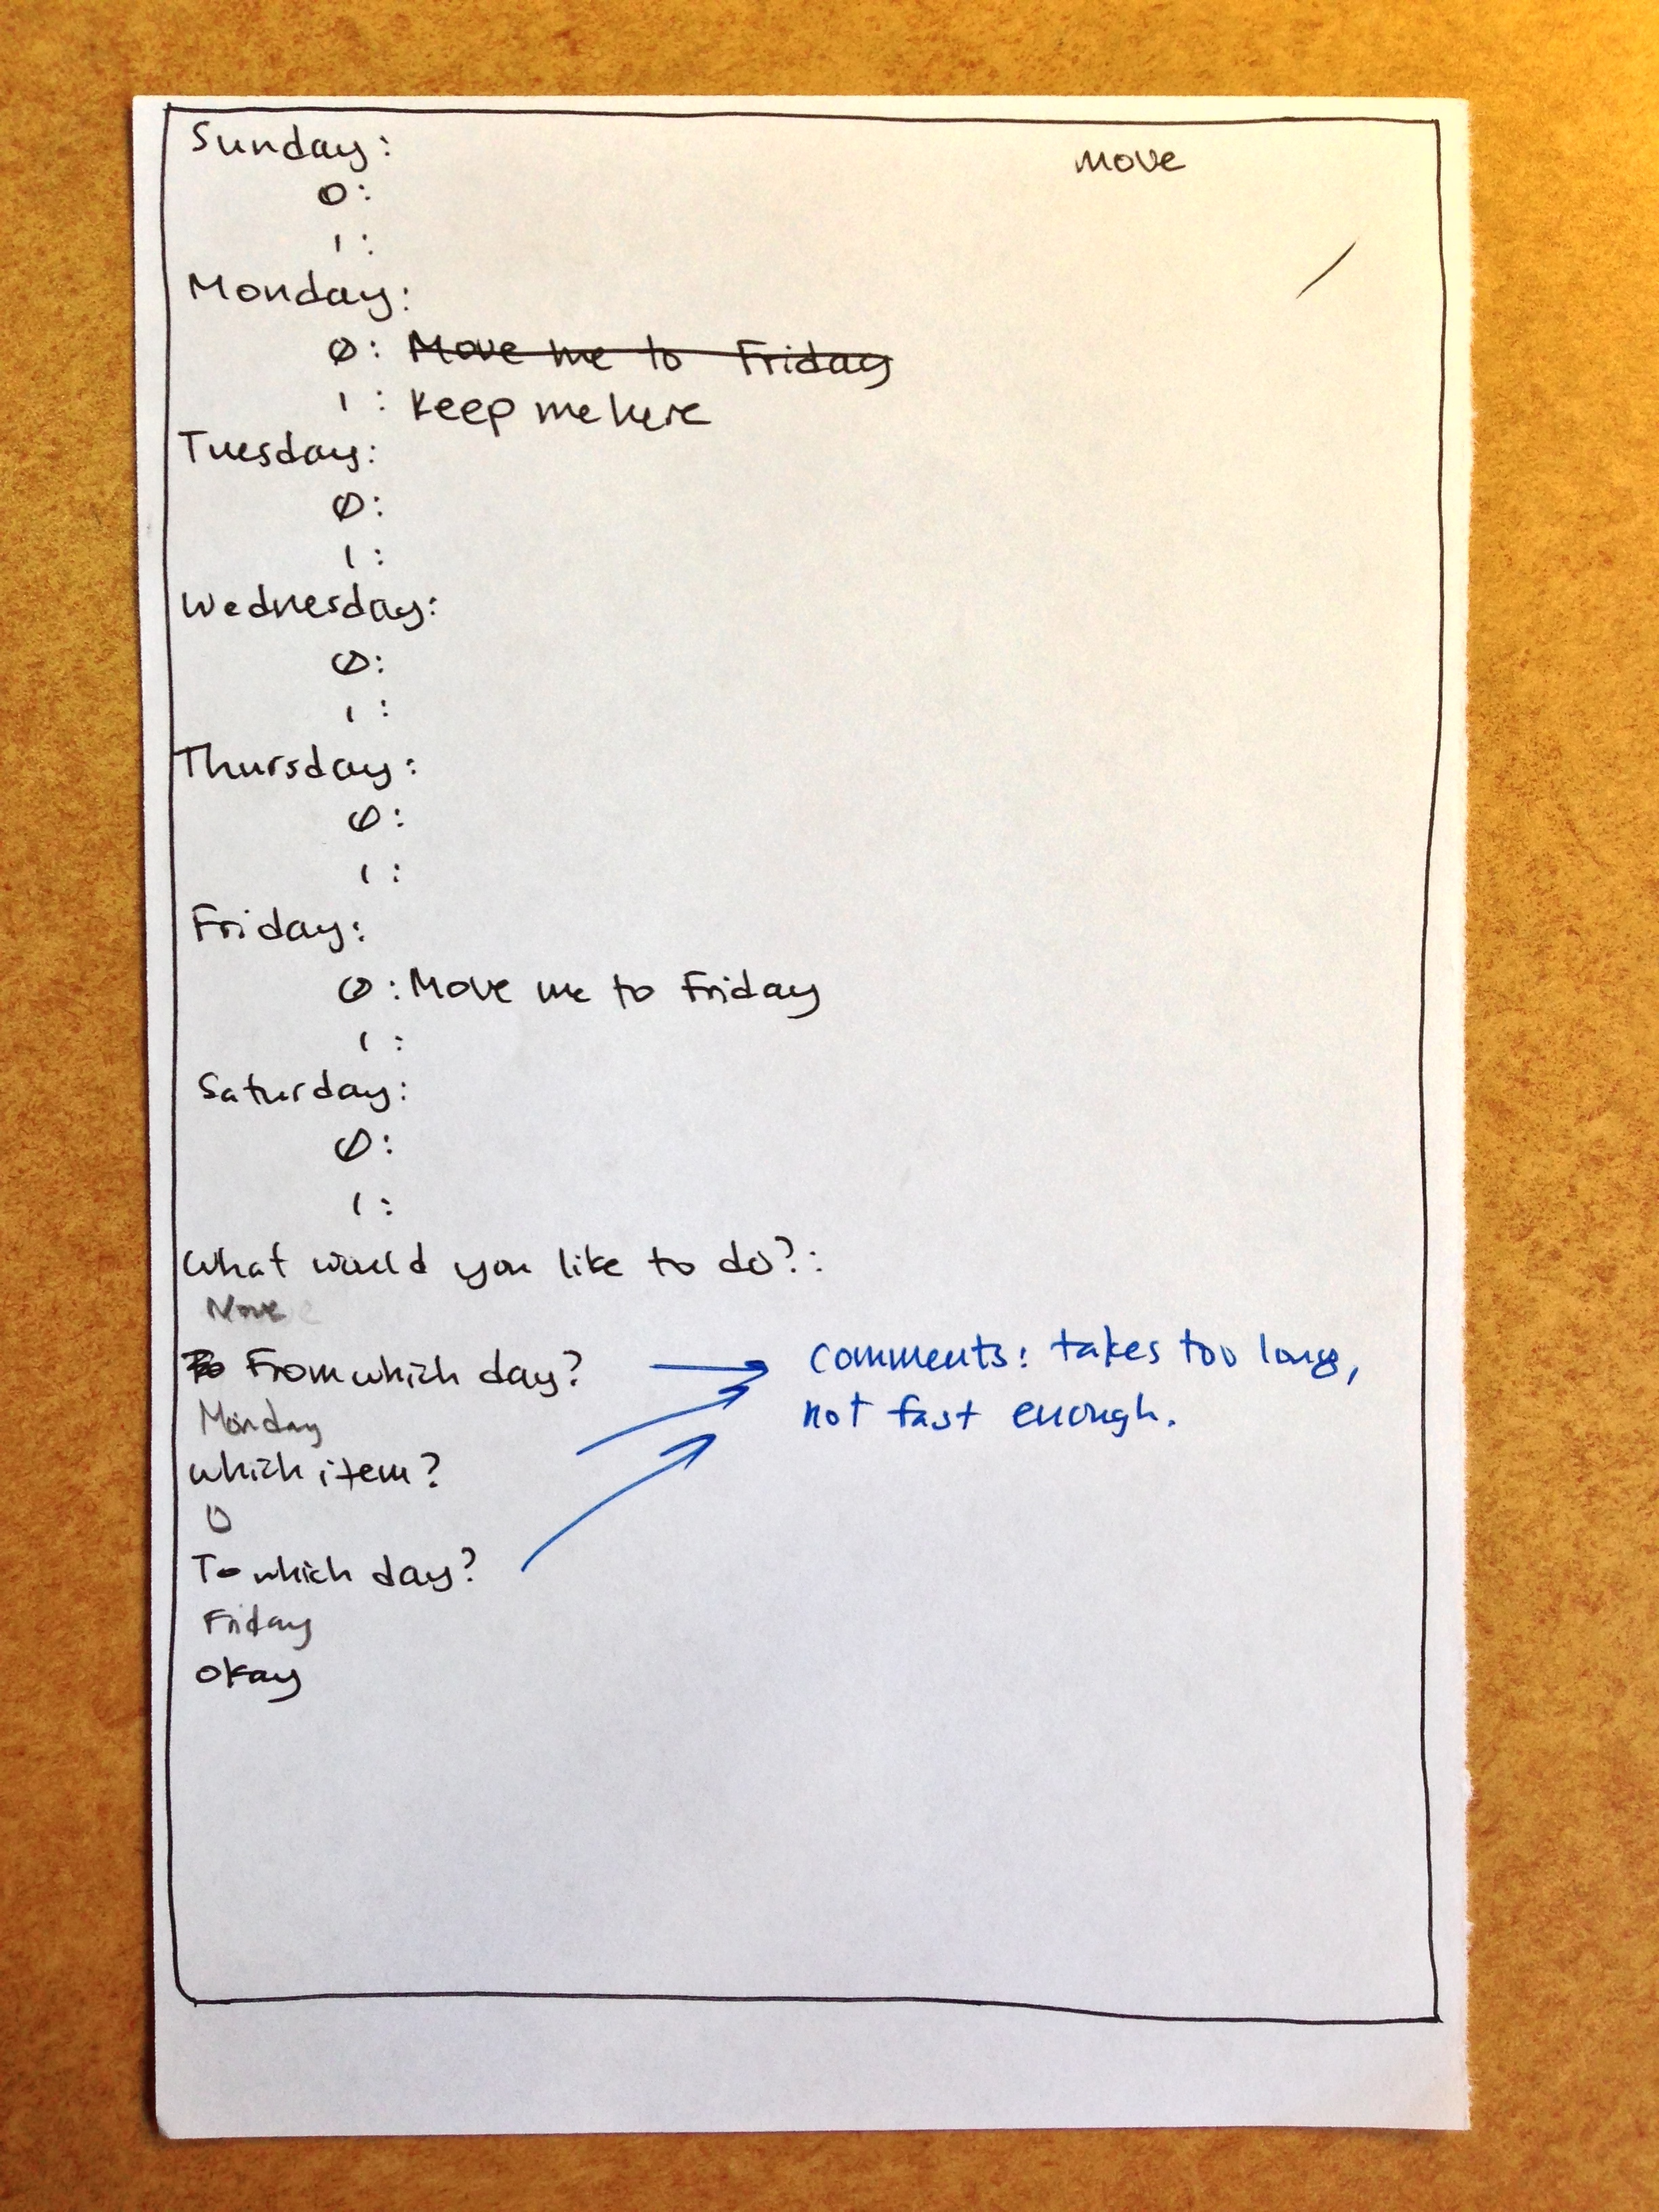 Sunday:
move
0:
1:
Monday:
0: Move me to Friday
1: Keep me here
Tuesday:
0:
1:
Wednesday:
0:
1:
Thursday:
0:
1:
Friday:
0: Move me to Friday
1:
Saturday:
0:
1:
What would you like to do?:
Move
From which day?
comments: takes too long,
not fast enough.
Monday
which item?
0
To which day?
Friday
okay